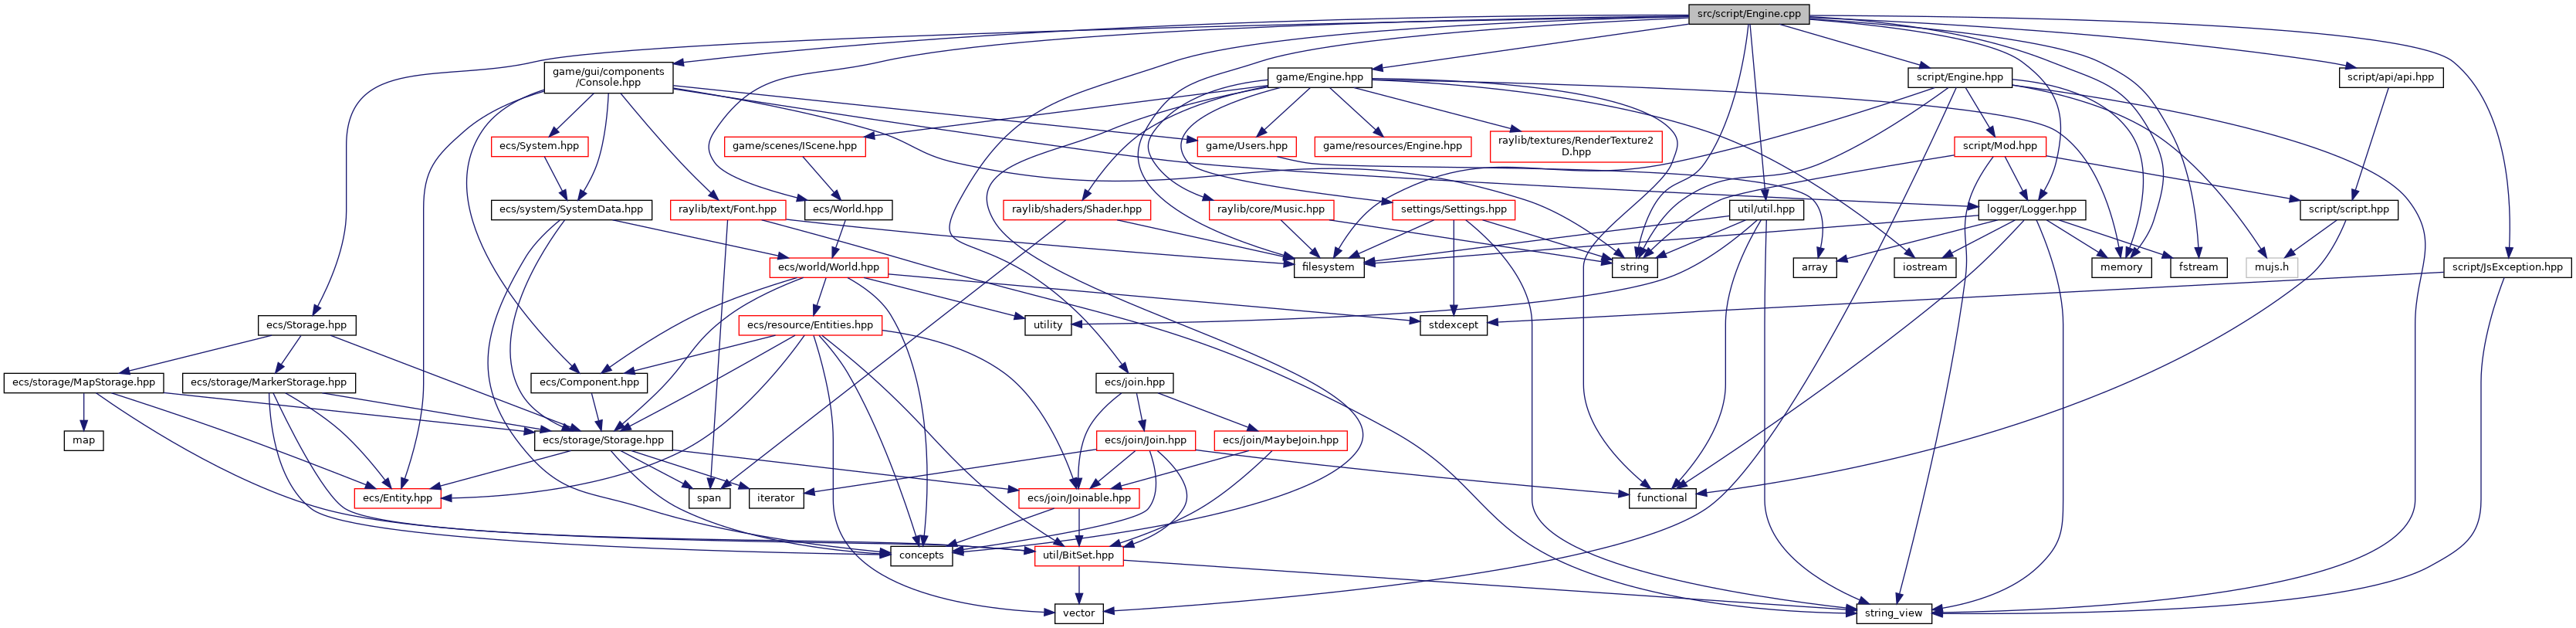 src/script/Engine.cpp
game/gui/components
/Console.hpp
game/Engine.hpp
script/Engine.hpp
script/api/api.hpp
ecs/System.hpp
game/scenes/IScene.hpp
game/Users.hpp
game/resources/Engine.hpp
raylib/textures/RenderTexture2
D.hpp
script/Mod.hpp
ecs/system/SystemData.hpp
raylib/text/Font.hpp
ecs/World.hpp
raylib/shaders/Shader.hpp
raylib/core/Music.hpp
settings/Settings.hpp
util/util.hpp
logger/Logger.hpp
script/script.hpp
ecs/world/World.hpp
filesystem
string
array
iostream
memory
fstream
mujs.h
script/JsException.hpp
ecs/Storage.hpp
ecs/resource/Entities.hpp
utility
stdexcept
ecs/storage/MapStorage.hpp
ecs/storage/MarkerStorage.hpp
ecs/Component.hpp
ecs/join.hpp
map
ecs/storage/Storage.hpp
ecs/join/Join.hpp
ecs/join/MaybeJoin.hpp
ecs/Entity.hpp
span
iterator
ecs/join/Joinable.hpp
functional
concepts
util/BitSet.hpp
vector
string_view